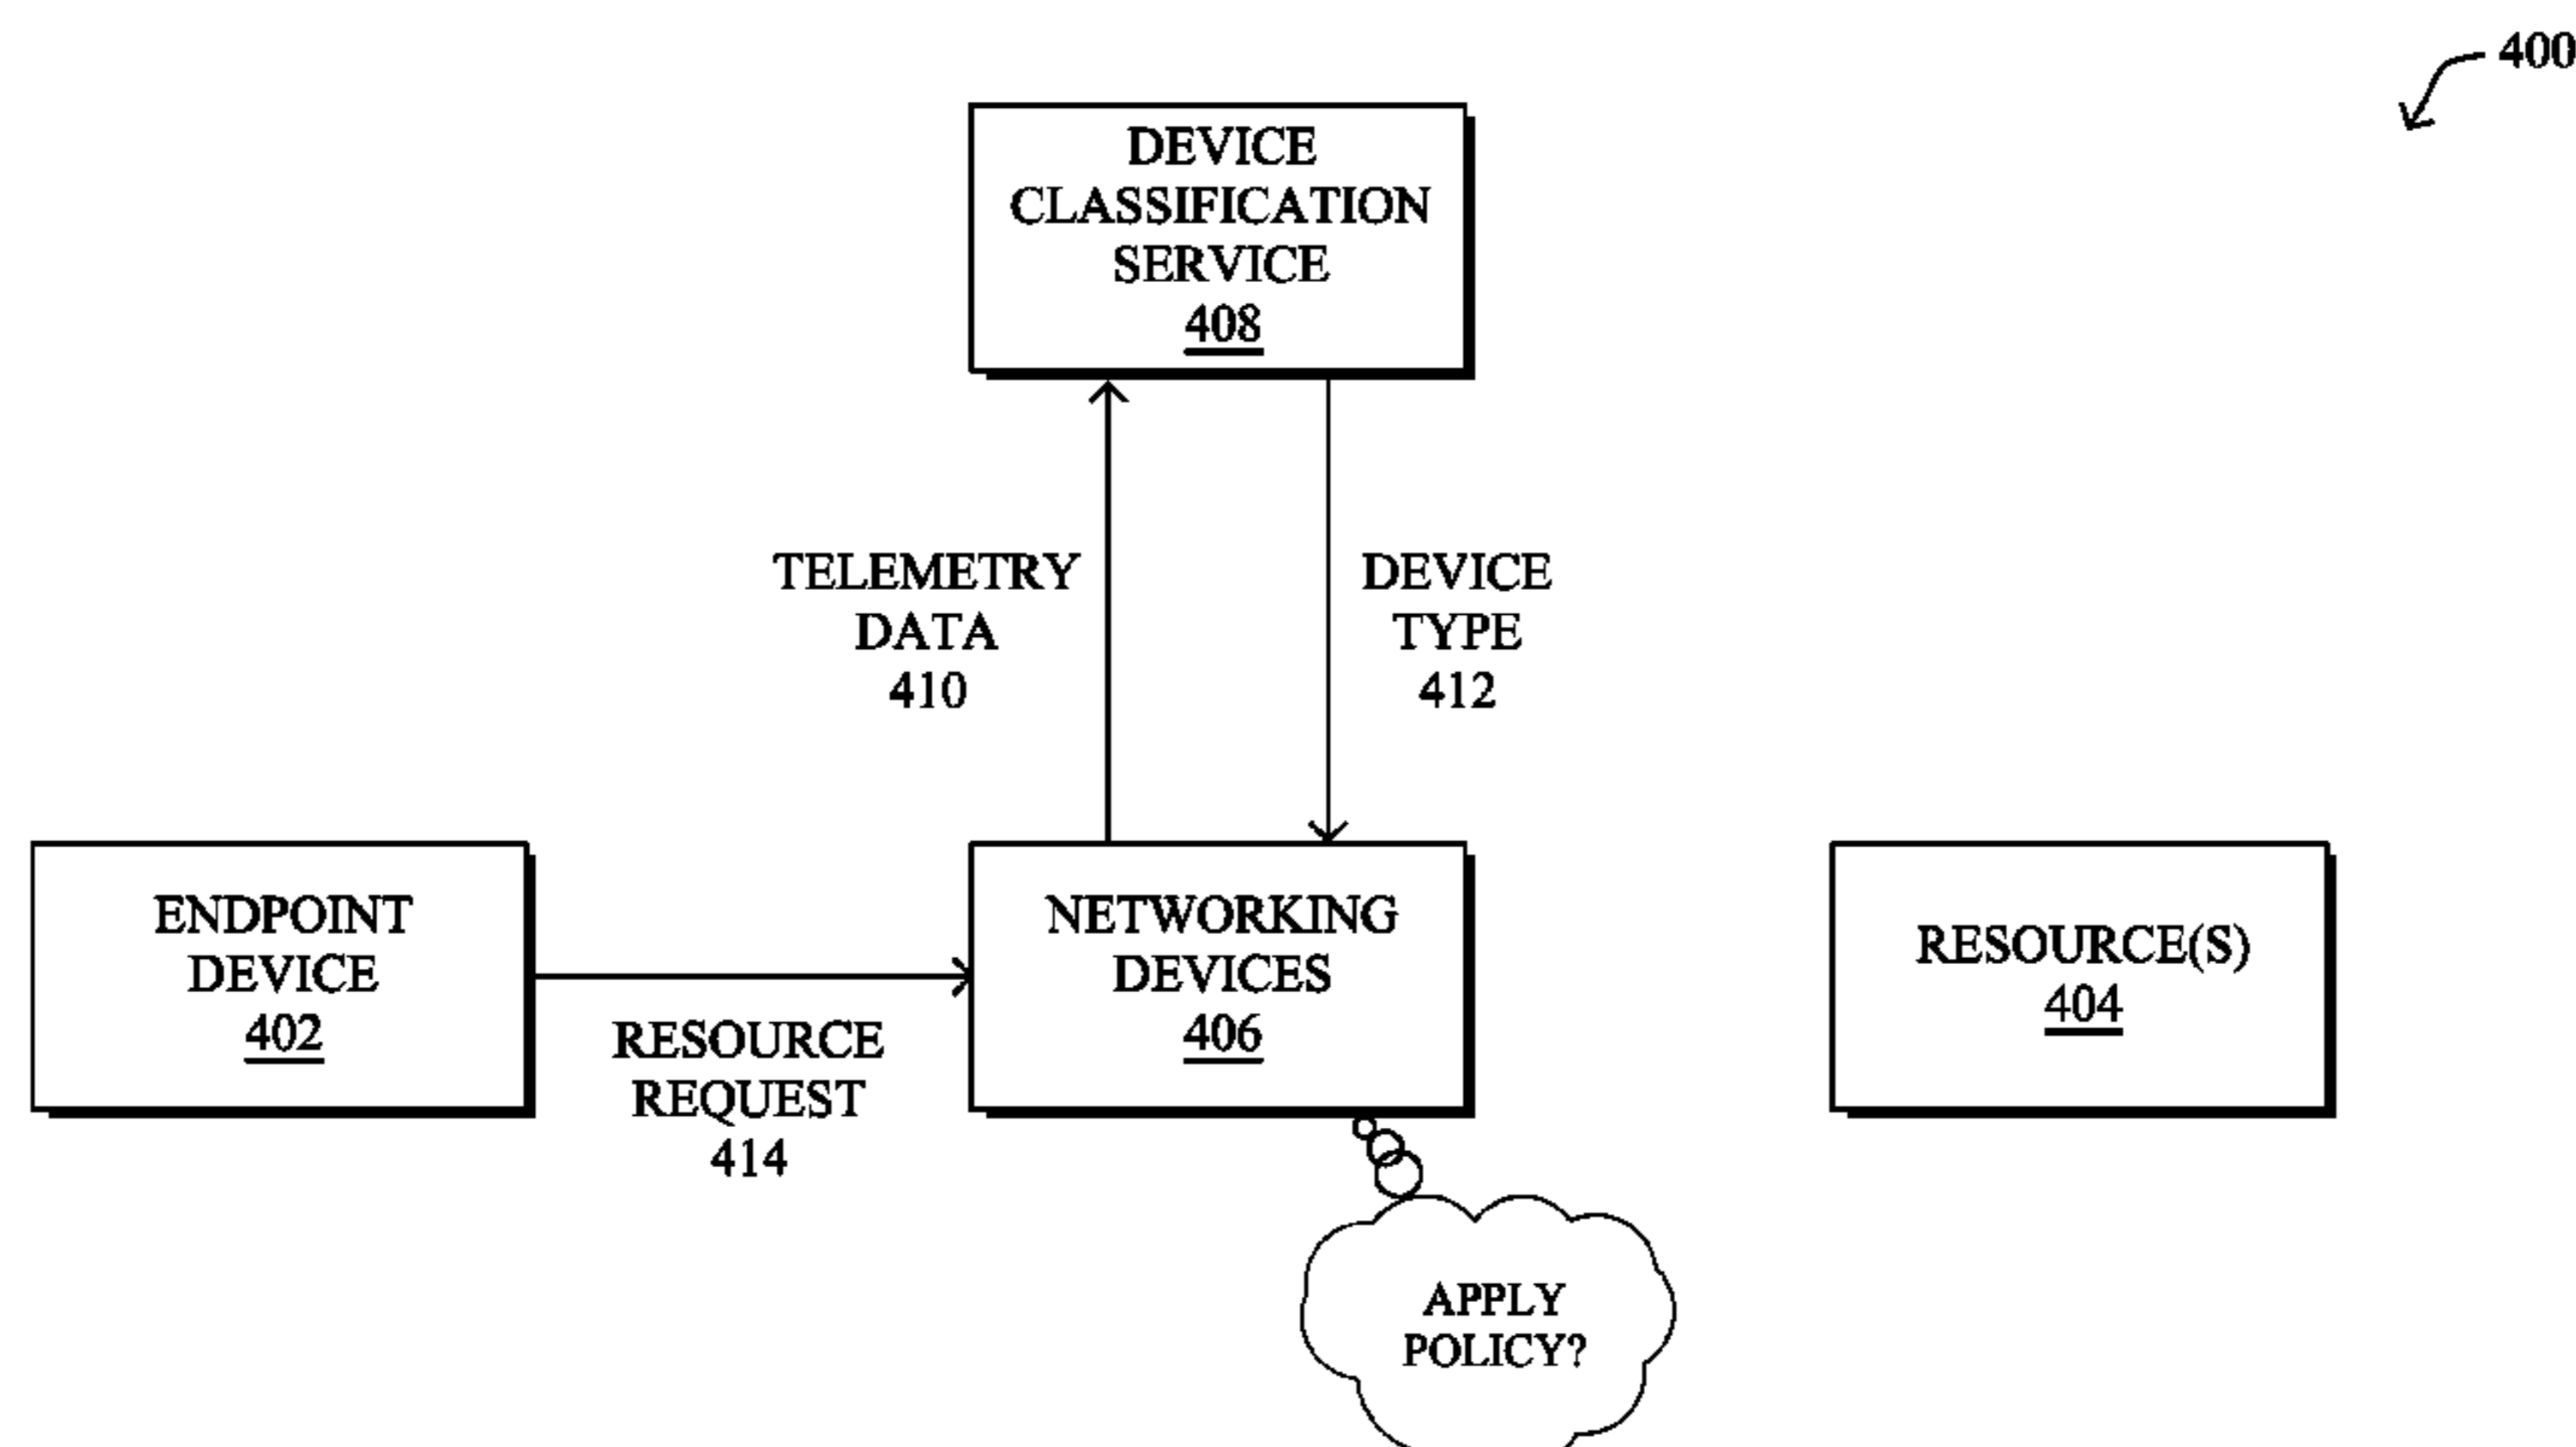 400
DEVICE
CLASSIFICATION
SERVICE
408
TELEMETRY
DATA
410
DEVICE
TYPE
412
ENDPOINT
DEVICE
402
RESOURCE
REQUEST
414
NETWORKING
DEVICES
406
RESOURCE(S)
404
APPLY
POLICY?